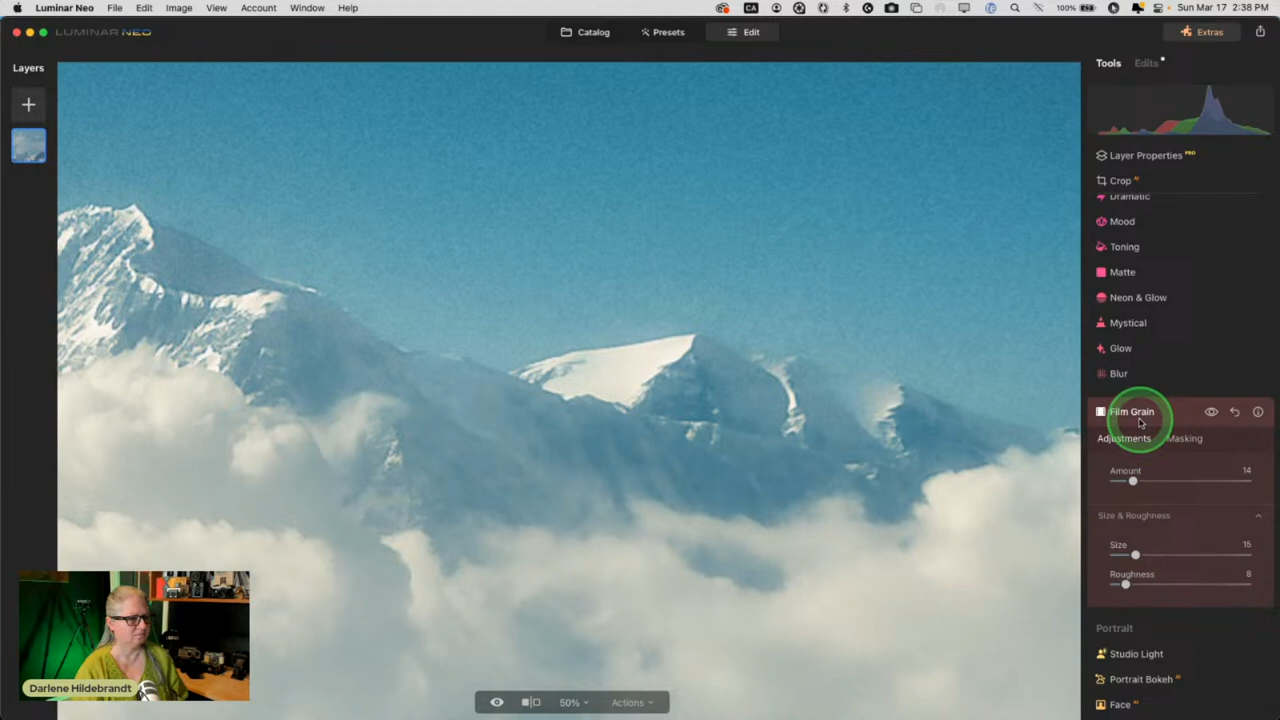 Luminar Neo File Edit Image View Account Window Help 100% Sun Mar 17 2:38 PM
LUMINAR NEO Catalog Presets Edit Extras
Layers
Tools Edits
Layer Properties PRO
Crop AI
Dramatic
Mood
Toning
Matte
Neon & Glow
Mystical
Glow
Blur
Film Grain
Adjustments Masking
Amount 14
Size & Roughness
Size 15
Roughness 8
Portrait
Studio Light
Portrait Bokeh AI
Face AI
Darlene Hildebrandt
50% Actions